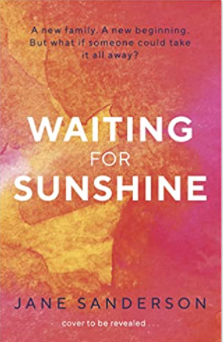 A new family. A new beginning.
But what if someone could take
it all away?
WAITING
FOR
SUNSHINE
JANE SANDERSON
cover to be revealed . . .